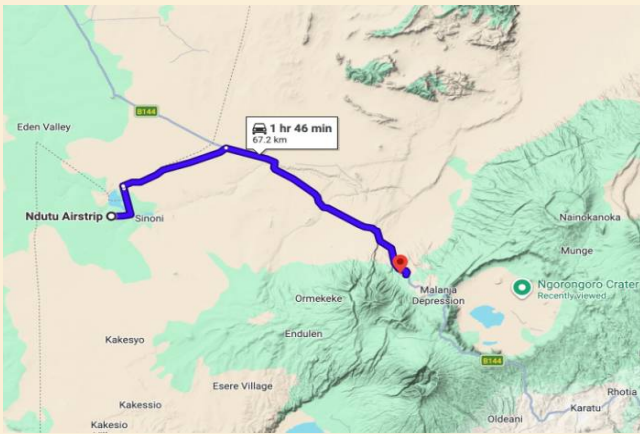 B144
Eden Valley
1 hr 46 min
67.2 km
Ndutu Airstrip
Sinoni
Nainokanoka
Munge
Ngorongoro Crater
Recently viewed
Malanja
Depression
Ormekeke
Endulen
Kakesyo
B144
Esere Village
Rhotia
Kakessio
Karatu
Oldeani
Kakesio